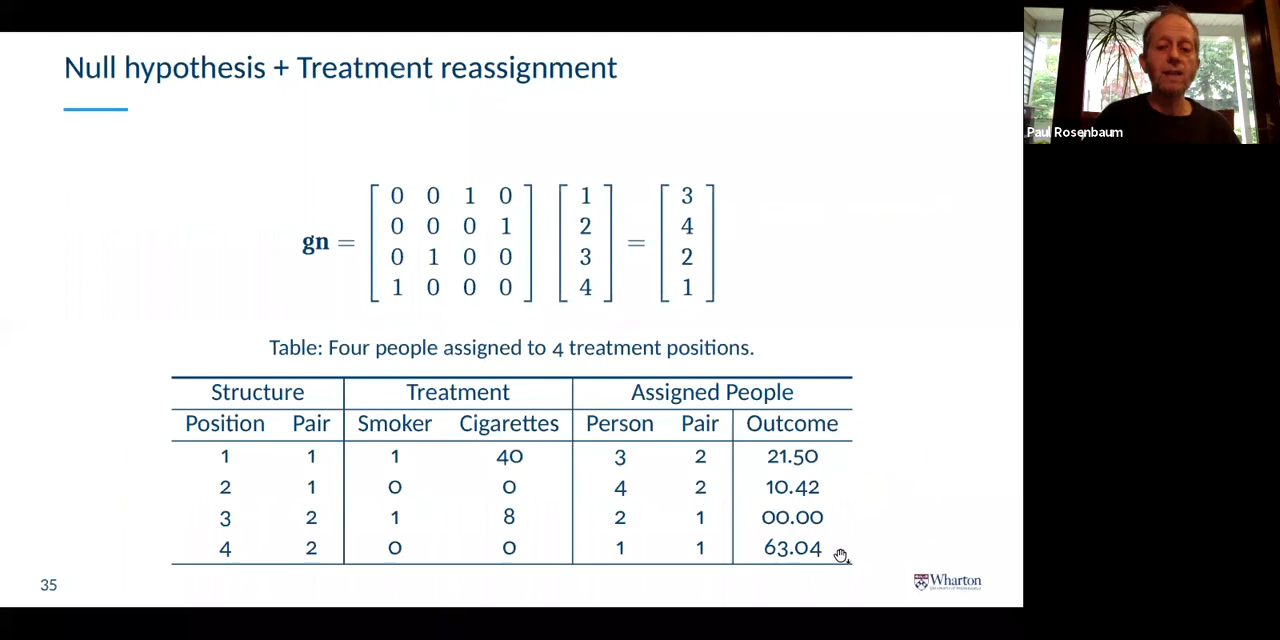 Null hypothesis + Treatment reassignment
Paul Rosenbaum
gn = [ 0 0 1 0 ] [ 1 ] = [ 3 ]
0 0 0 1 2 4
0 1 0 0 3 2
1 0 0 0 4 1
Table: Four people assigned to 4 treatment positions.
Structure Treatment Assigned People
Position Pair Smoker Cigarettes Person Pair Outcome
1 1 1 40 3 2 21.50
2 1 0 0 4 2 10.42
3 2 1 8 2 1 00.00
4 2 0 0 1 1 63.04
35
Wharton